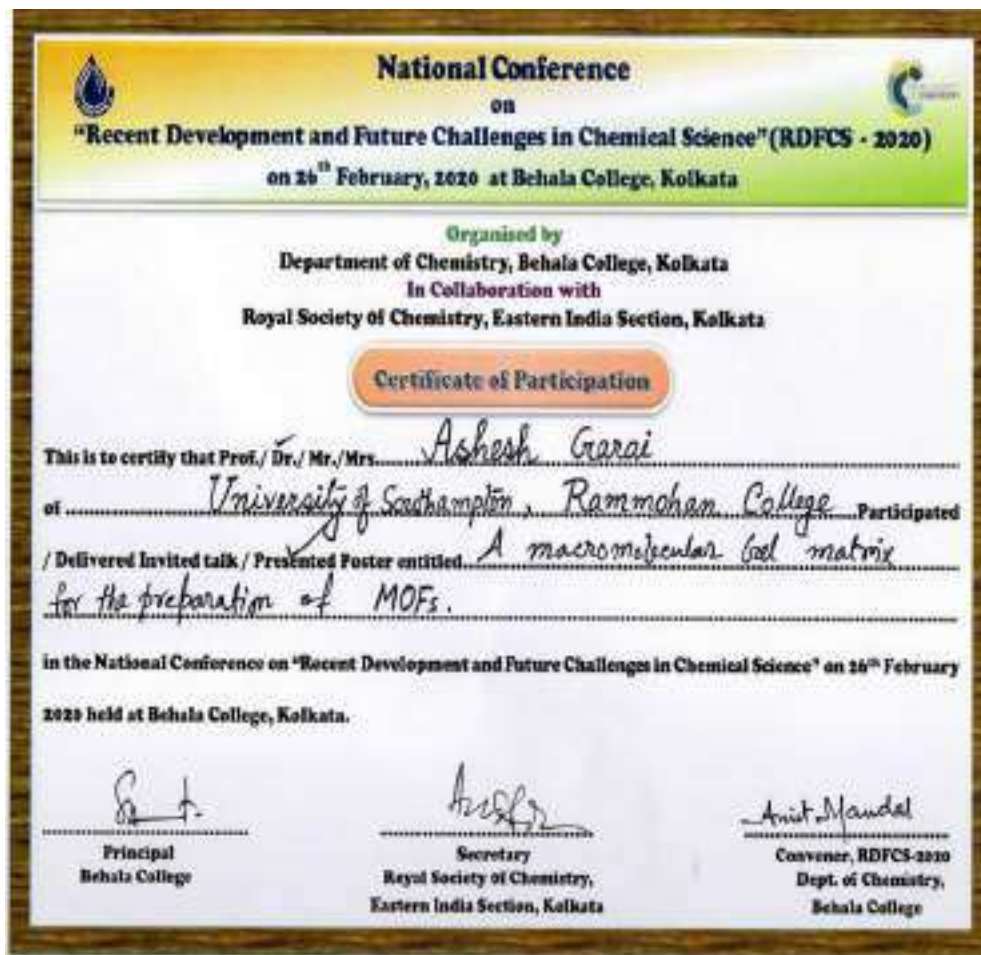 National Conference
on
"Recent Development and Future Challenges in Chemical Science" (RDFCS - 2020)
on 26th February, 2020 at Behala College, Kolkata
Organised by
Department of Chemistry, Behala College, Kolkata
In Collaboration with
Royal Society of Chemistry, Eastern India Section, Kolkata
Certificate of Participation
This is to certify that Prof./ Dr./ Mr./Mrs. Ashesh Garai
of University of Southampton, Rammohan College Participated
/ Delivered Invited talk / Presented Poster entitled A macromolecular Gel matrix
for the preparation of MOFs.
in the National Conference on "Recent Development and Future Challenges in Chemical Science" on 26th February
2020 held at Behala College, Kolkata.
Amit Mandal
Principal Secretary Convener, RDFCS-2020
Behala College Royal Society of Chemistry, Dept. of Chemistry,
Eastern India Section, Kolkata Behala College